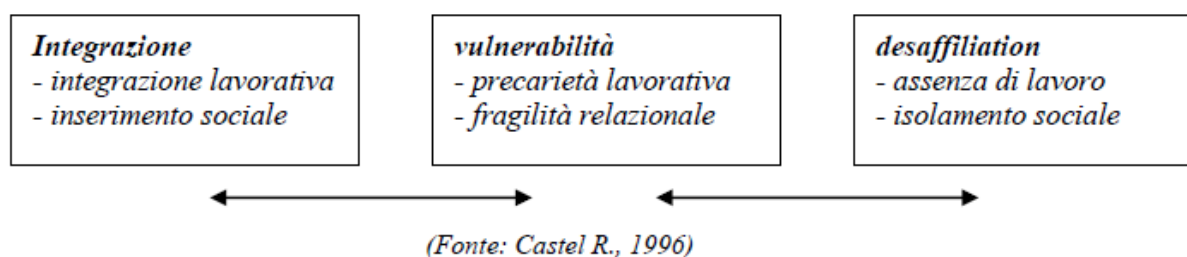 Integrazione
- integrazione lavorativa
- inserimento sociale
vulnerabilità
- precarietà lavorativa
- fragilità relazionale
desaffiliation
- assenza di lavoro
- isolamento sociale
(Fonte: Castel R., 1996)